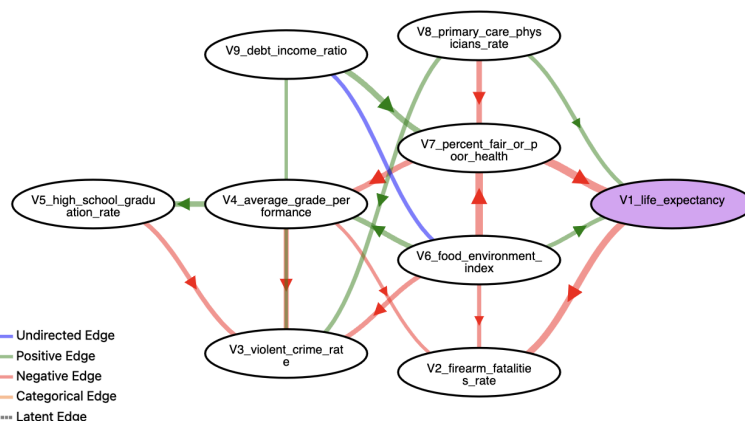 V8_primary_care_phys
icians_rate
V9_debt_income_ratio
V7_percent_fair_or_p
oor_health
V5_high_school_gradu
ation_rate
V4_average_grade_per
formance
V1_life_expectancy
V6_food_environment_
index
V3_violent_crime_rat
e
V2_firearm_fatalitie
s_rate
Undirected Edge
Positive Edge
Negative Edge
Categorical Edge
Latent Edge